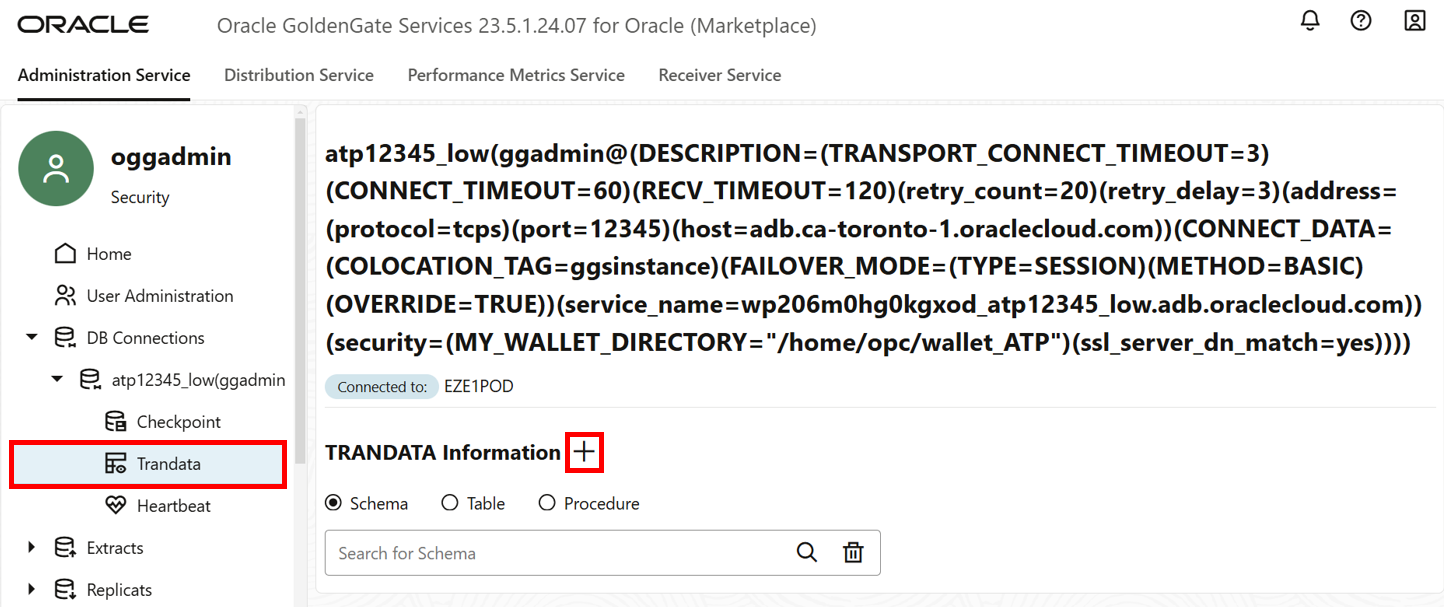 ORACLE
Oracle GoldenGate Services 23.5.1.24.07 for Oracle (Marketplace)
Administration Service
Distribution Service
Performance Metrics Service
Receiver Service
oggadmin
Security
Home
User Administration
DB Connections
atp12345_low(ggadmin
Checkpoint
Trandata
Heartbeat
Extracts
Replicats
atp12345_low(ggadmin@(DESCRIPTION=(TRANSPORT_CONNECT_TIMEOUT=3)
(CONNECT_TIMEOUT=60)(RECV_TIMEOUT=120)(retry_count=20)(retry_delay=3)(address=
(protocol=tcps)(port=12345)(host=adb.ca-toronto-1.oraclecloud.com))(CONNECT_DATA=
(COLOCATION_TAG=ggsinstance)(FAILOVER_MODE=(TYPE=SESSION)(METHOD=BASIC)
(OVERRIDE=TRUE))(service_name=wp206m0hg0kgxod_atp12345_low.adb.oraclecloud.com))
(security=(MY_WALLET_DIRECTORY="/home/opc/wallet_ATP")(ssl_server_dn_match=yes))))
Connected to: EZE1POD
TRANDATA Information
Schema
Table
Procedure
Search for Schema